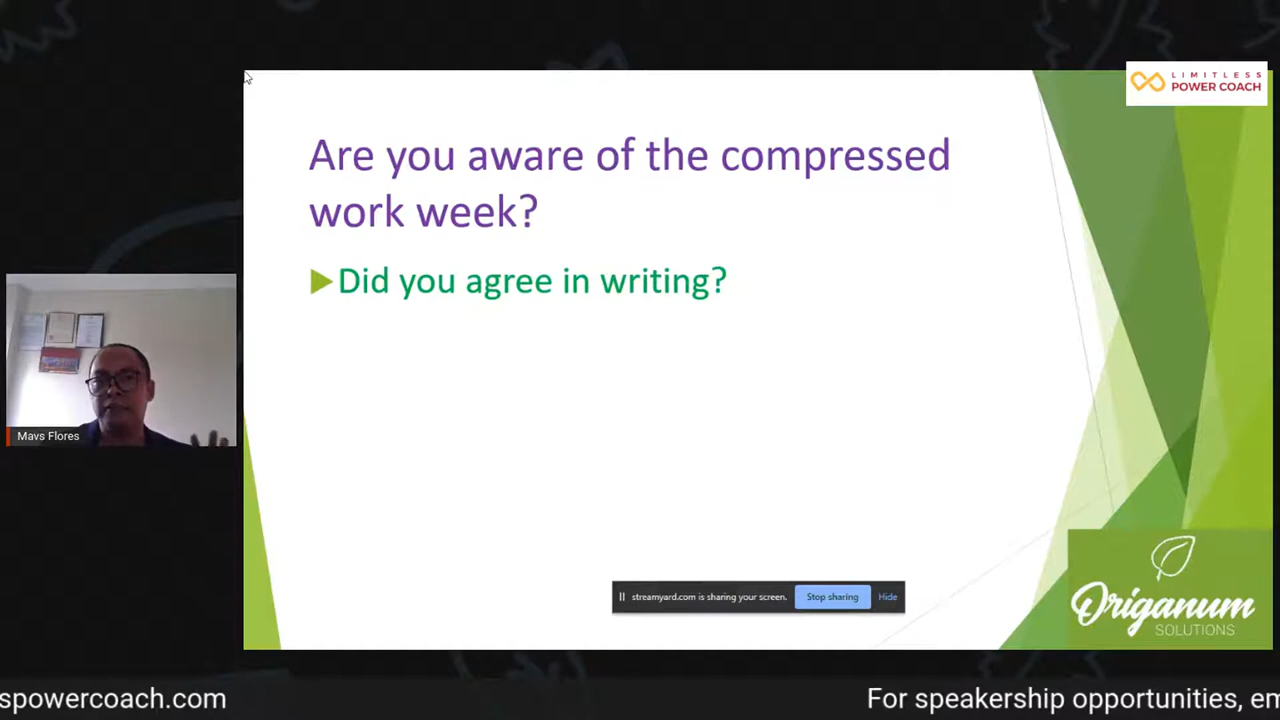 LIMITLESS
POWER COACH
Are you aware of the compressed
work week?
Did you agree in writing?
Mavs Flores
streamyard.com is sharing your screen.
Stop sharing
Hide
Origanum
SOLUTIONS
spowercoach.com
For speakership opportunities, em